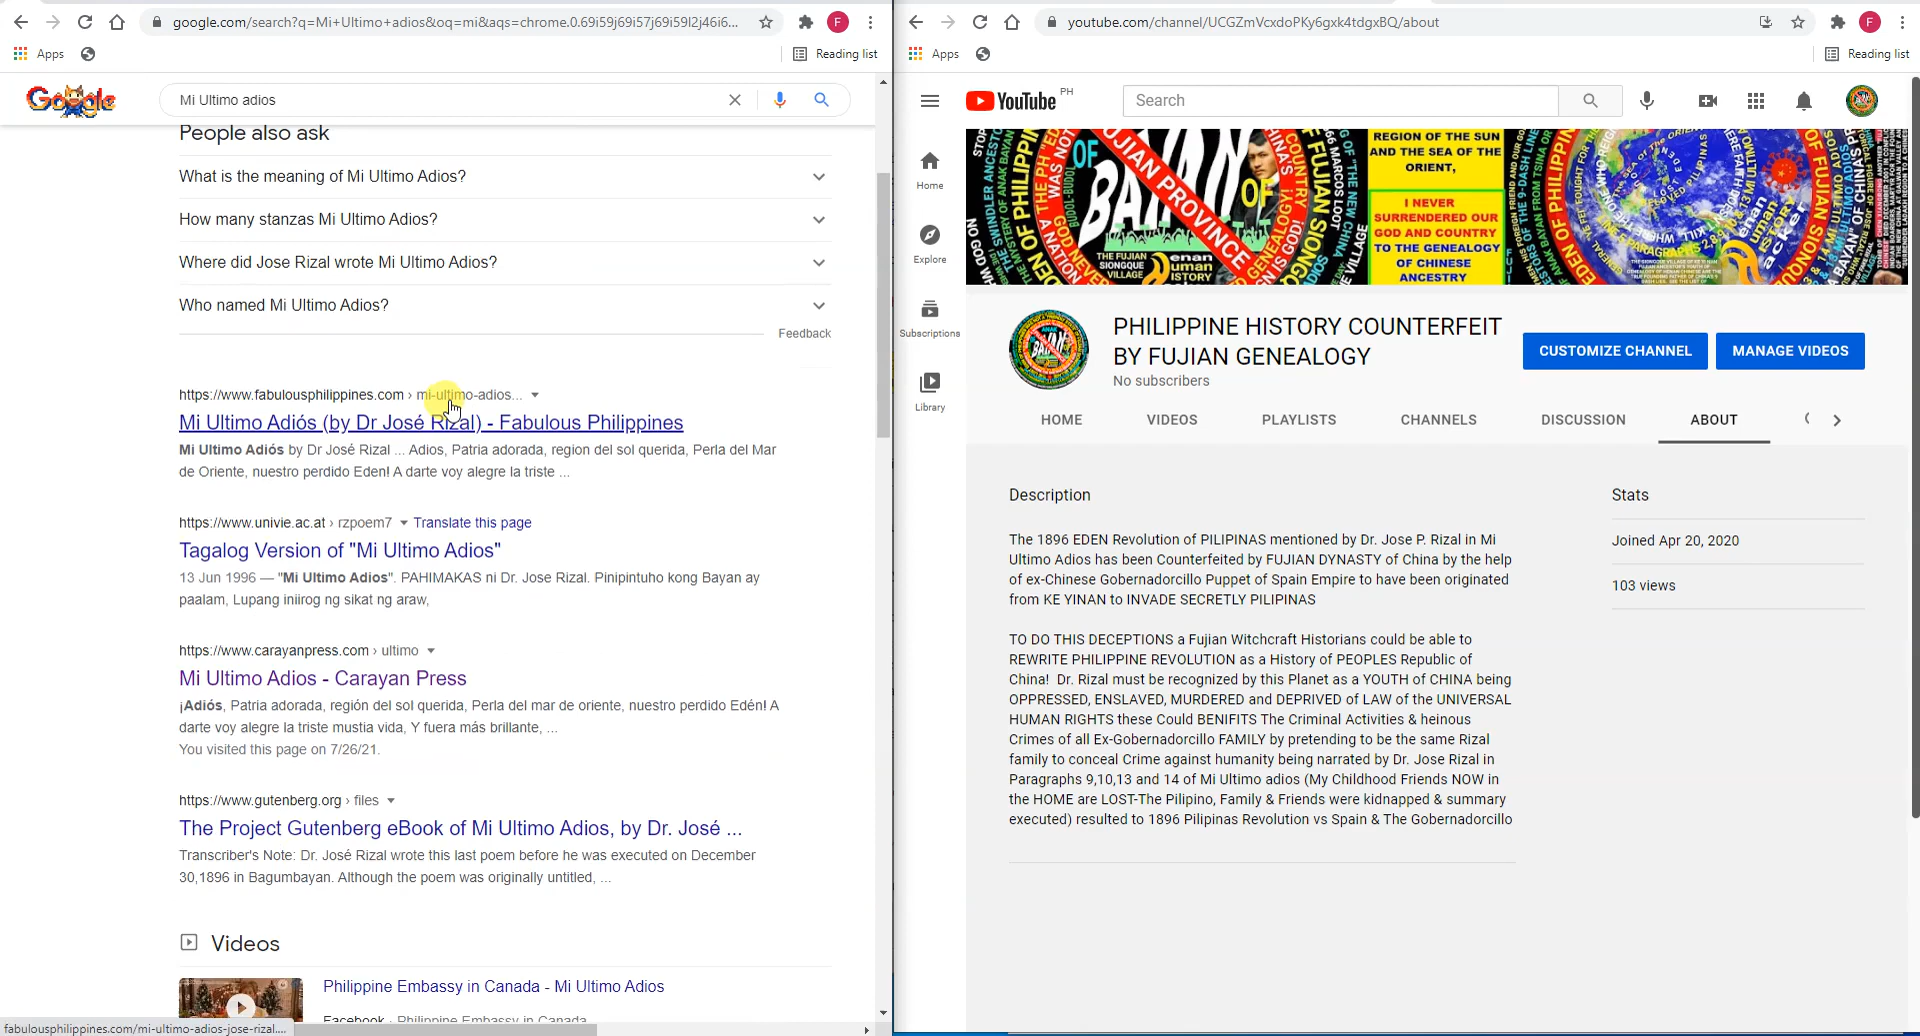 google.com/search?q=Mi+Ultimo+adios&oq=mi&aqs=chrome.0.69i59j69i57j69i59l2j46i6...
F
Apps
Reading list
Google
Mi Ultimo adios
People also ask
What is the meaning of Mi Ultimo Adios?
How many stanzas Mi Ultimo Adios?
Where did Jose Rizal wrote Mi Ultimo Adios?
Who named Mi Ultimo Adios?
Feedback
https://www.fabulousphilippines.com › mi-ultimo-adios...
Mi Ultimo Adiós (by Dr José Rizal) - Fabulous Philippines
Mi Ultimo Adiós by Dr José Rizal ... Adios, Patria adorada, region del sol querida, Perla del Mar
de Oriente, nuestro perdido Eden! A darte voy alegre la triste ...
https://www.univie.ac.at › rzpoem7 Translate this page
Tagalog Version of "Mi Ultimo Adios"
13 Jun 1996 — "Mi Ultimo Adios". PAHIMAKAS ni Dr. Jose Rizal. Pinipintuho kong Bayan ay
paalam, Lupang iniirog ng sikat ng araw,
https://www.carayanpress.com › ultimo
Mi Ultimo Adios - Carayan Press
¡Adiós, Patria adorada, región del sol querida, Perla del mar de oriente, nuestro perdido Edén! A
darte voy alegre la triste mustia vida, Y fuera más brillante, ...
You visited this page on 7/26/21.
https://www.gutenberg.org › files
The Project Gutenberg eBook of Mi Ultimo Adios, by Dr. José ...
Transcriber's Note: Dr. José Rizal wrote this last poem before he was executed on December
30,1896 in Bagumbayan. Although the poem was originally untitled, ...
Videos
Philippine Embassy in Canada - Mi Ultimo Adios
Facebook · Philippine Embassy in Canada
fabulousphilippines.com/mi-ultimo-adios-jose-rizal....
youtube.com/channel/UCGZmVcxdoPKy6gxk4tdgxBQ/about
F
Apps
Reading list
YouTube PH
Search
Home
Explore
Subscriptions
Library
OF
BAYAN
OF
FUJIAN PROVINCE
THE FUJIAN
SIONGQUE
VILLAGE
REGION OF THE SUN
AND THE SEA OF THE
ORIENT,
I NEVER
SURRENDERED OUR
GOD AND COUNTRY
TO THE GENEALOGY
OF CHINESE
ANCESTRY
PHILIPPINE HISTORY COUNTERFEIT
BY FUJIAN GENEALOGY
No subscribers
CUSTOMIZE CHANNEL
MANAGE VIDEOS
HOME
VIDEOS
PLAYLISTS
CHANNELS
DISCUSSION
ABOUT
Description
The 1896 EDEN Revolution of PILIPINAS mentioned by Dr. Jose P. Rizal in Mi
Ultimo Adios has been Counterfeited by FUJIAN DYNASTY of China by the help
of ex-Chinese Gobernadorcillo Puppet of Spain Empire to have been originated
from KE YINAN to INVADE SECRETLY PILIPINAS
TO DO THIS DECEPTIONS a Fujian Witchcraft Historians could be able to
REWRITE PHILIPPINE REVOLUTION as a History of PEOPLES Republic of
China! Dr. Rizal must be recognized by this Planet as a YOUTH of CHINA being
OPPRESSED, ENSLAVED, MURDERED and DEPRIVED of LAW of the UNIVERSAL
HUMAN RIGHTS these Could BENIFITS The Criminal Activities & heinous
Crimes of all Ex-Gobernadorcillo FAMILY by pretending to be the same Rizal
family to conceal Crime against humanity being narrated by Dr. Jose Rizal in
Paragraphs 9,10,13 and 14 of Mi Ultimo adios (My Childhood Friends NOW in
the HOME are LOST-The Pilipino, Family & Friends were kidnapped & summary
executed) resulted to 1896 Pilipinas Revolution vs Spain & The Gobernadorcillo
Stats
Joined Apr 20, 2020
103 views